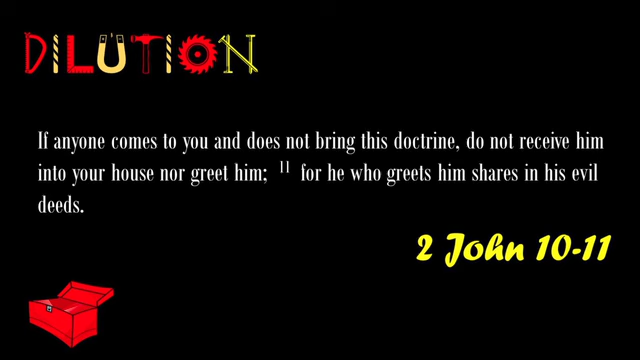 DILUTION
If anyone comes to you and does not bring this doctrine, do not receive him
into your house nor greet him; 11 for he who greets him shares in his evil
deeds.
2 John 10-11